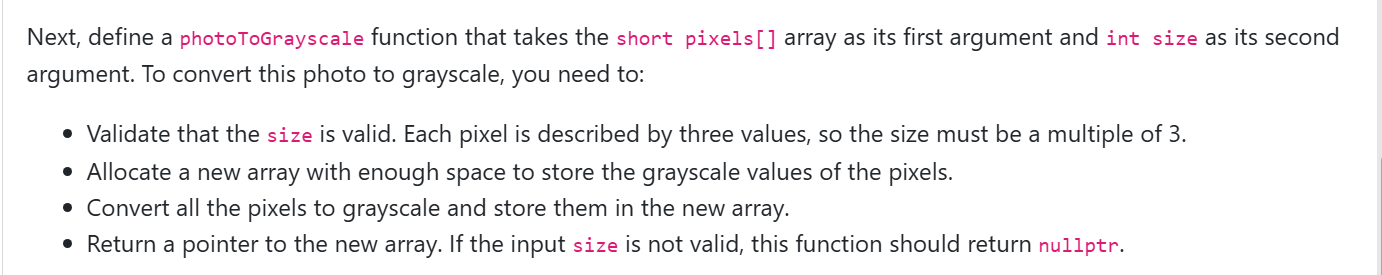 Next, define a photoToGrayscale function that takes the short pixels[] array as its first argument and int size as its second
argument. To convert this photo to grayscale, you need to:
• Validate that the size is valid. Each pixel is described by three values, so the size must be a multiple of 3.
• Allocate a new array with enough space to store the grayscale values of the pixels.
• Convert all the pixels to grayscale and store them in the new array.
• Return a pointer to the new array. If the input size is not valid, this function should return nullptr.